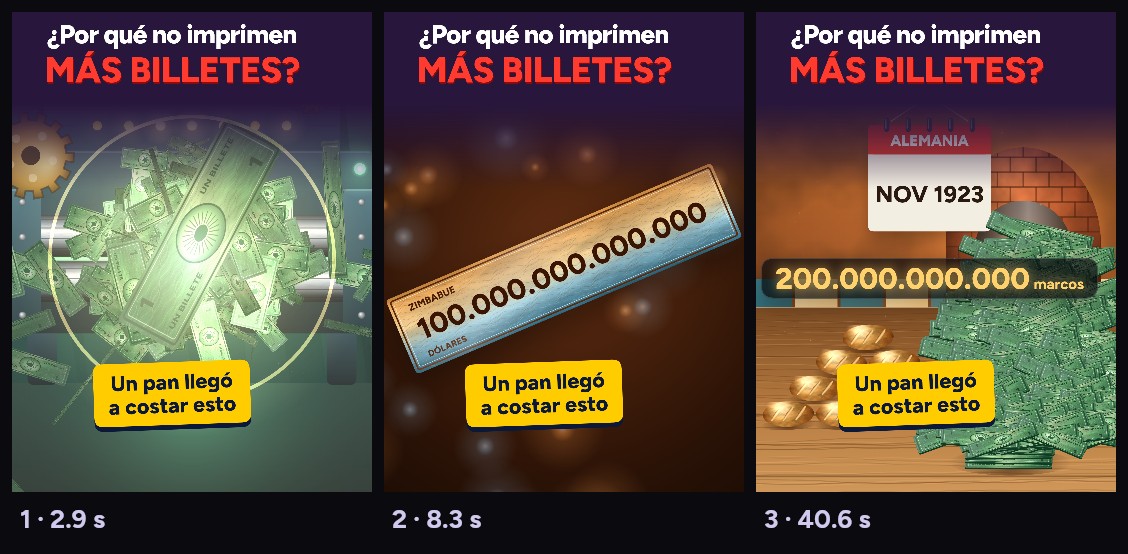 ¿Por qué no imprimen
MÁS BILLETES?
UN BILLETE
1
1
UN BILLETE
Un pan llegó
a costar esto
1 · 2.9 s
¿Por qué no imprimen
MÁS BILLETES?
ZIMBABUE
100.000.000.000.000
DÓLARES
Un pan llegó
a costar esto
2 · 8.3 s
¿Por qué no imprimen
MÁS BILLETES?
ALEMANIA
NOV 1923
200.000.000.000 marcos
Un pan llegó
a costar esto
3 · 40.6 s